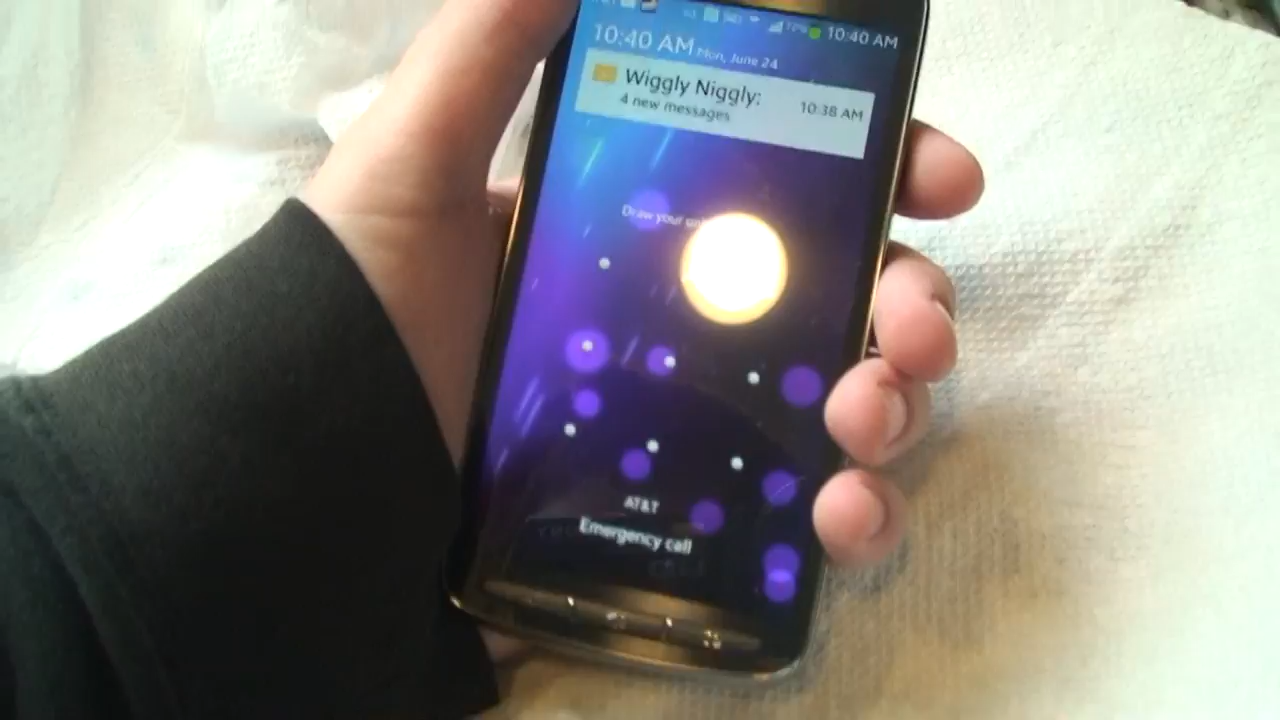 72% 10:40 AM
10:40 AM Mon, June 24
Wiggly Niggly:
4 new messages
10:38 AM
Draw your
AT&T
Emergency call